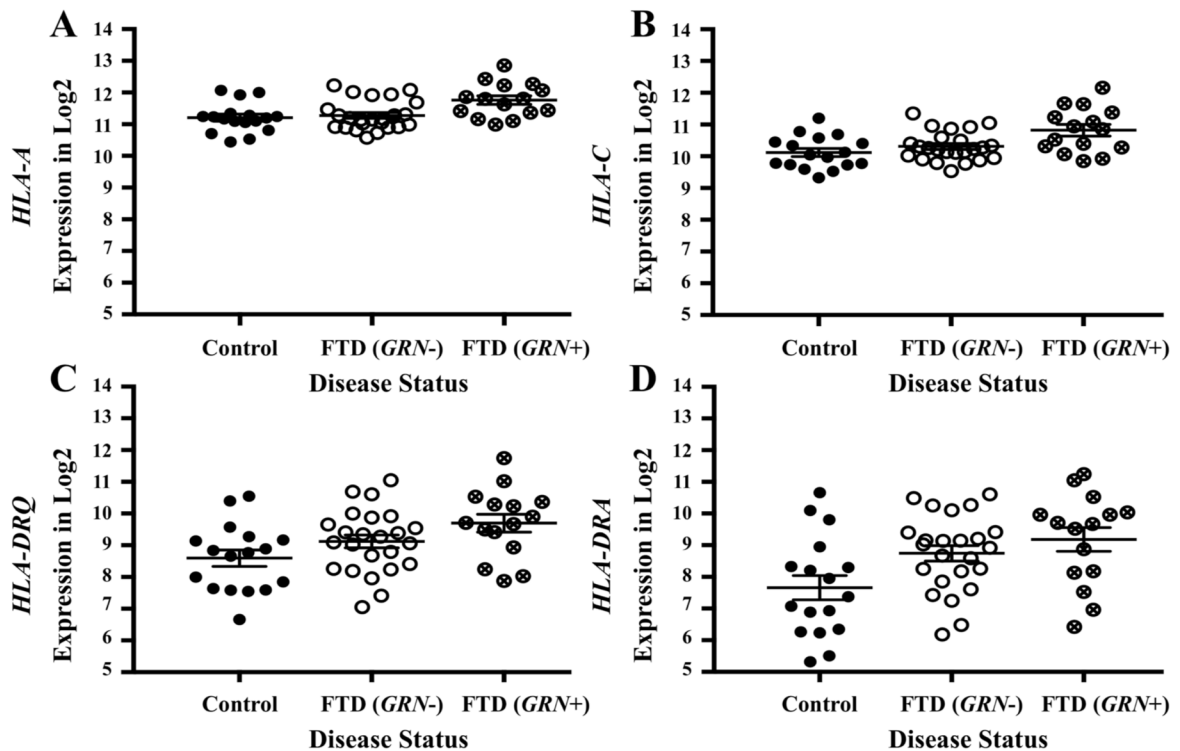 A
HLA-A
Expression in Log2
14
13
12
11
10
9
8
7
6
5
Control
FTD (GRN-)
FTD (GRN+)
Disease Status
B
HLA-C
Expression in Log2
14
13
12
11
10
9
8
7
6
5
Control
FTD (GRN-)
FTD (GRN+)
Disease Status
C
HLA-DRQ
Expression in Log2
14
13
12
11
10
9
8
7
6
5
Control
FTD (GRN-)
FTD (GRN+)
Disease Status
D
HLA-DRA
Expression in Log2
14
13
12
11
10
9
8
7
6
5
Control
FTD (GRN-)
FTD (GRN+)
Disease Status